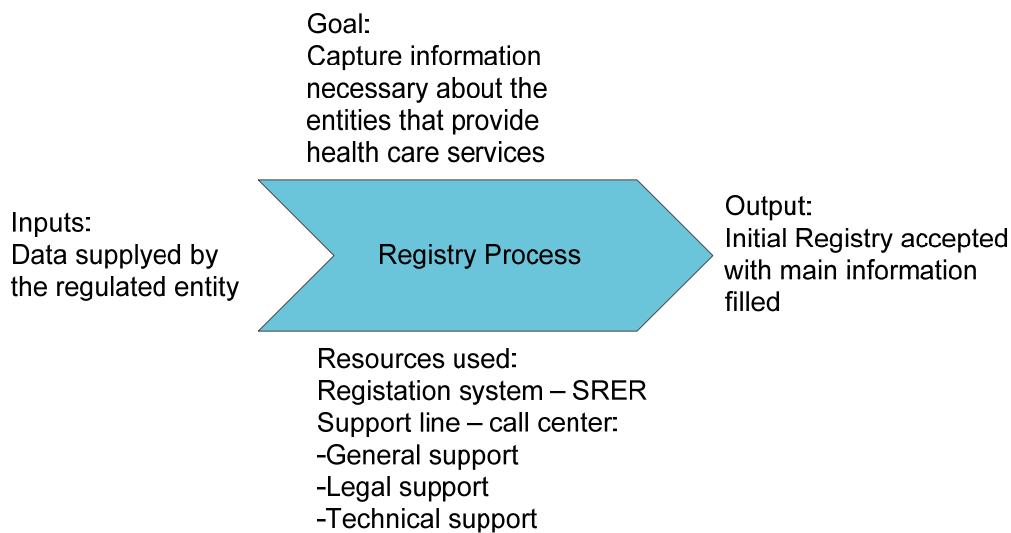 Goal:
Capture information
necessary about the
entities that provide
health care services
Inputs:
Data supplyed by
the regulated entity
Registry Process
Output:
Initial Registry accepted
with main information
filled
Resources used:
Registation system – SRER
Support line – call center:
-General support
-Legal support
-Technical support